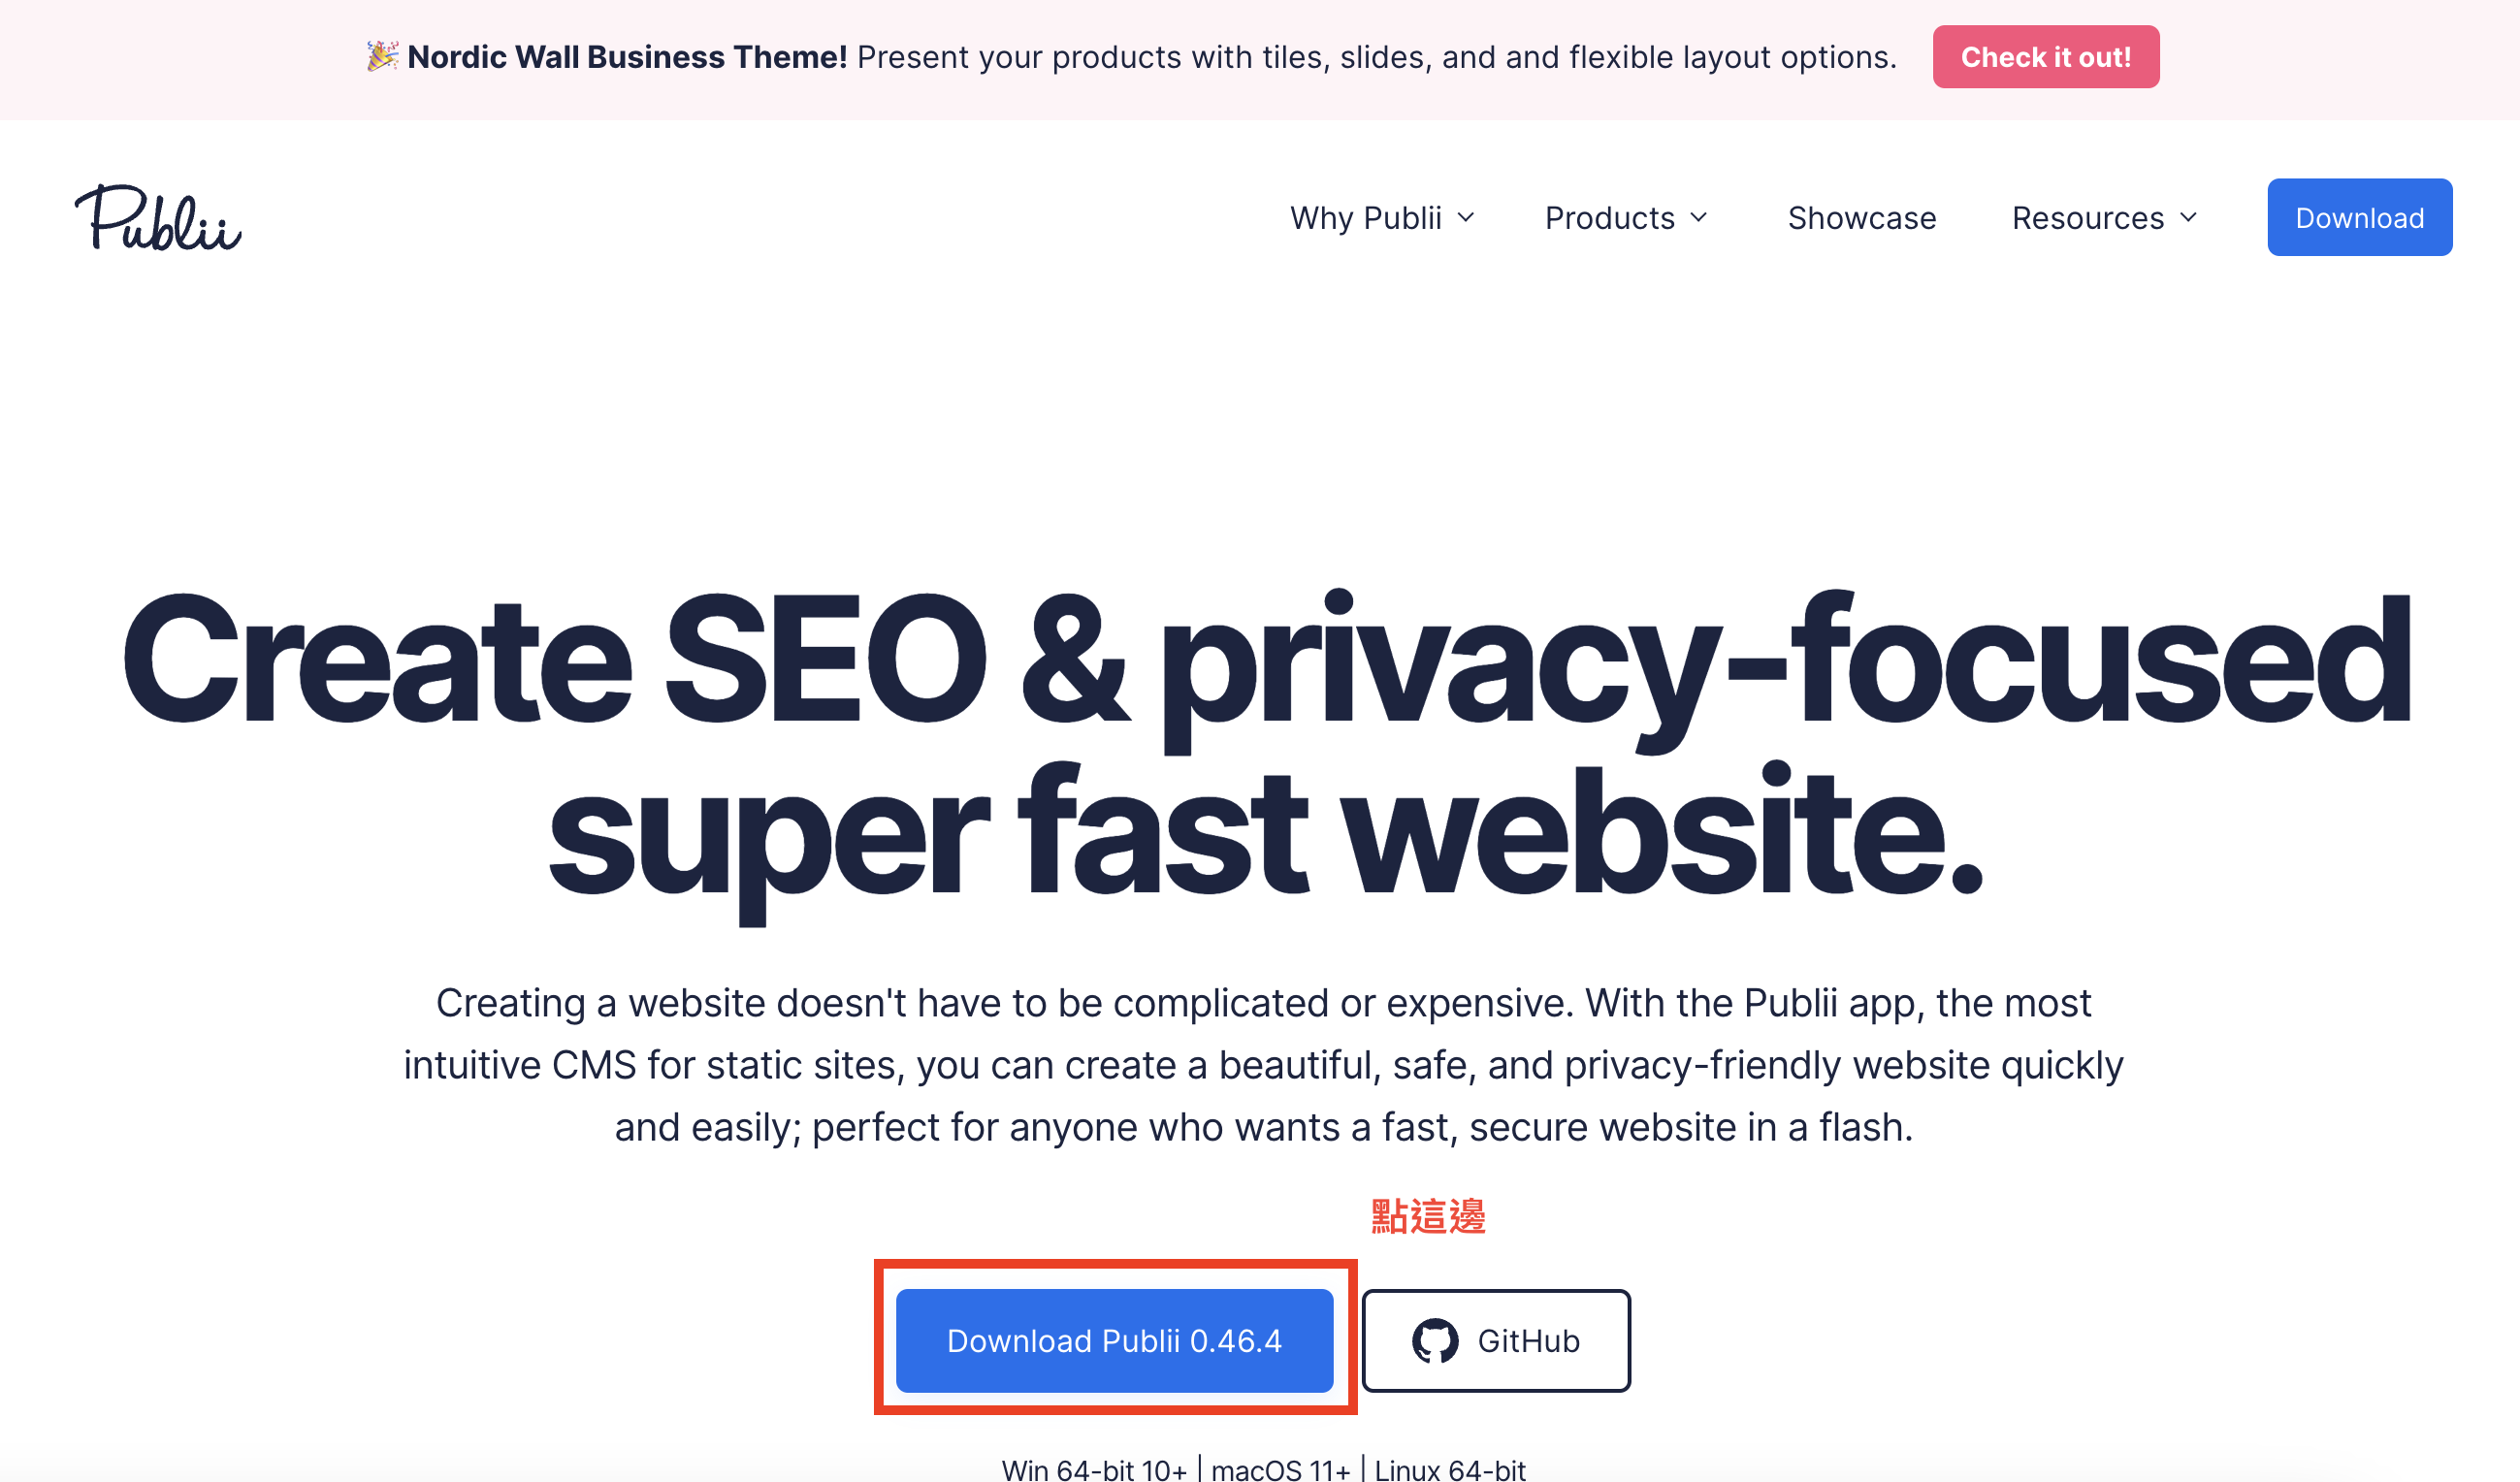 🎉 Nordic Wall Business Theme! Present your products with tiles, slides, and and flexible layout options. Check it out!
Publii Why Publii Products Showcase Resources Download
Create SEO & privacy-focused
super fast website.
Creating a website doesn't have to be complicated or expensive. With the Publii app, the most
intuitive CMS for static sites, you can create a beautiful, safe, and privacy-friendly website quickly
and easily; perfect for anyone who wants a fast, secure website in a flash.
點這邊
Download Publii 0.46.4 GitHub
Win 64-bit 10+ | macOS 11+ | Linux 64-bit